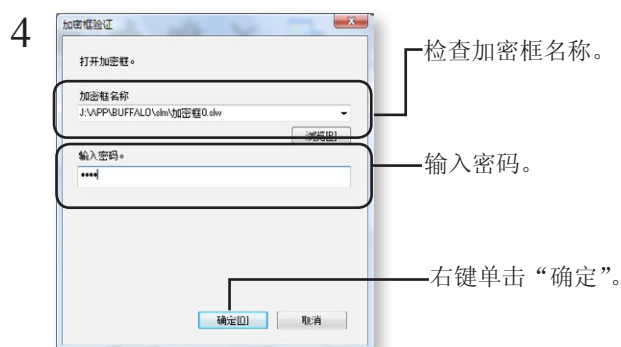 4
加密框验证
打开加密框。
加密框名称
J:\APP\BUFFALO\slm\加密框0.slw
浏览[B]
输入密码。
••••
确定[O]
取消
检查加密框名称。
输入密码。
右键单击“确定”。